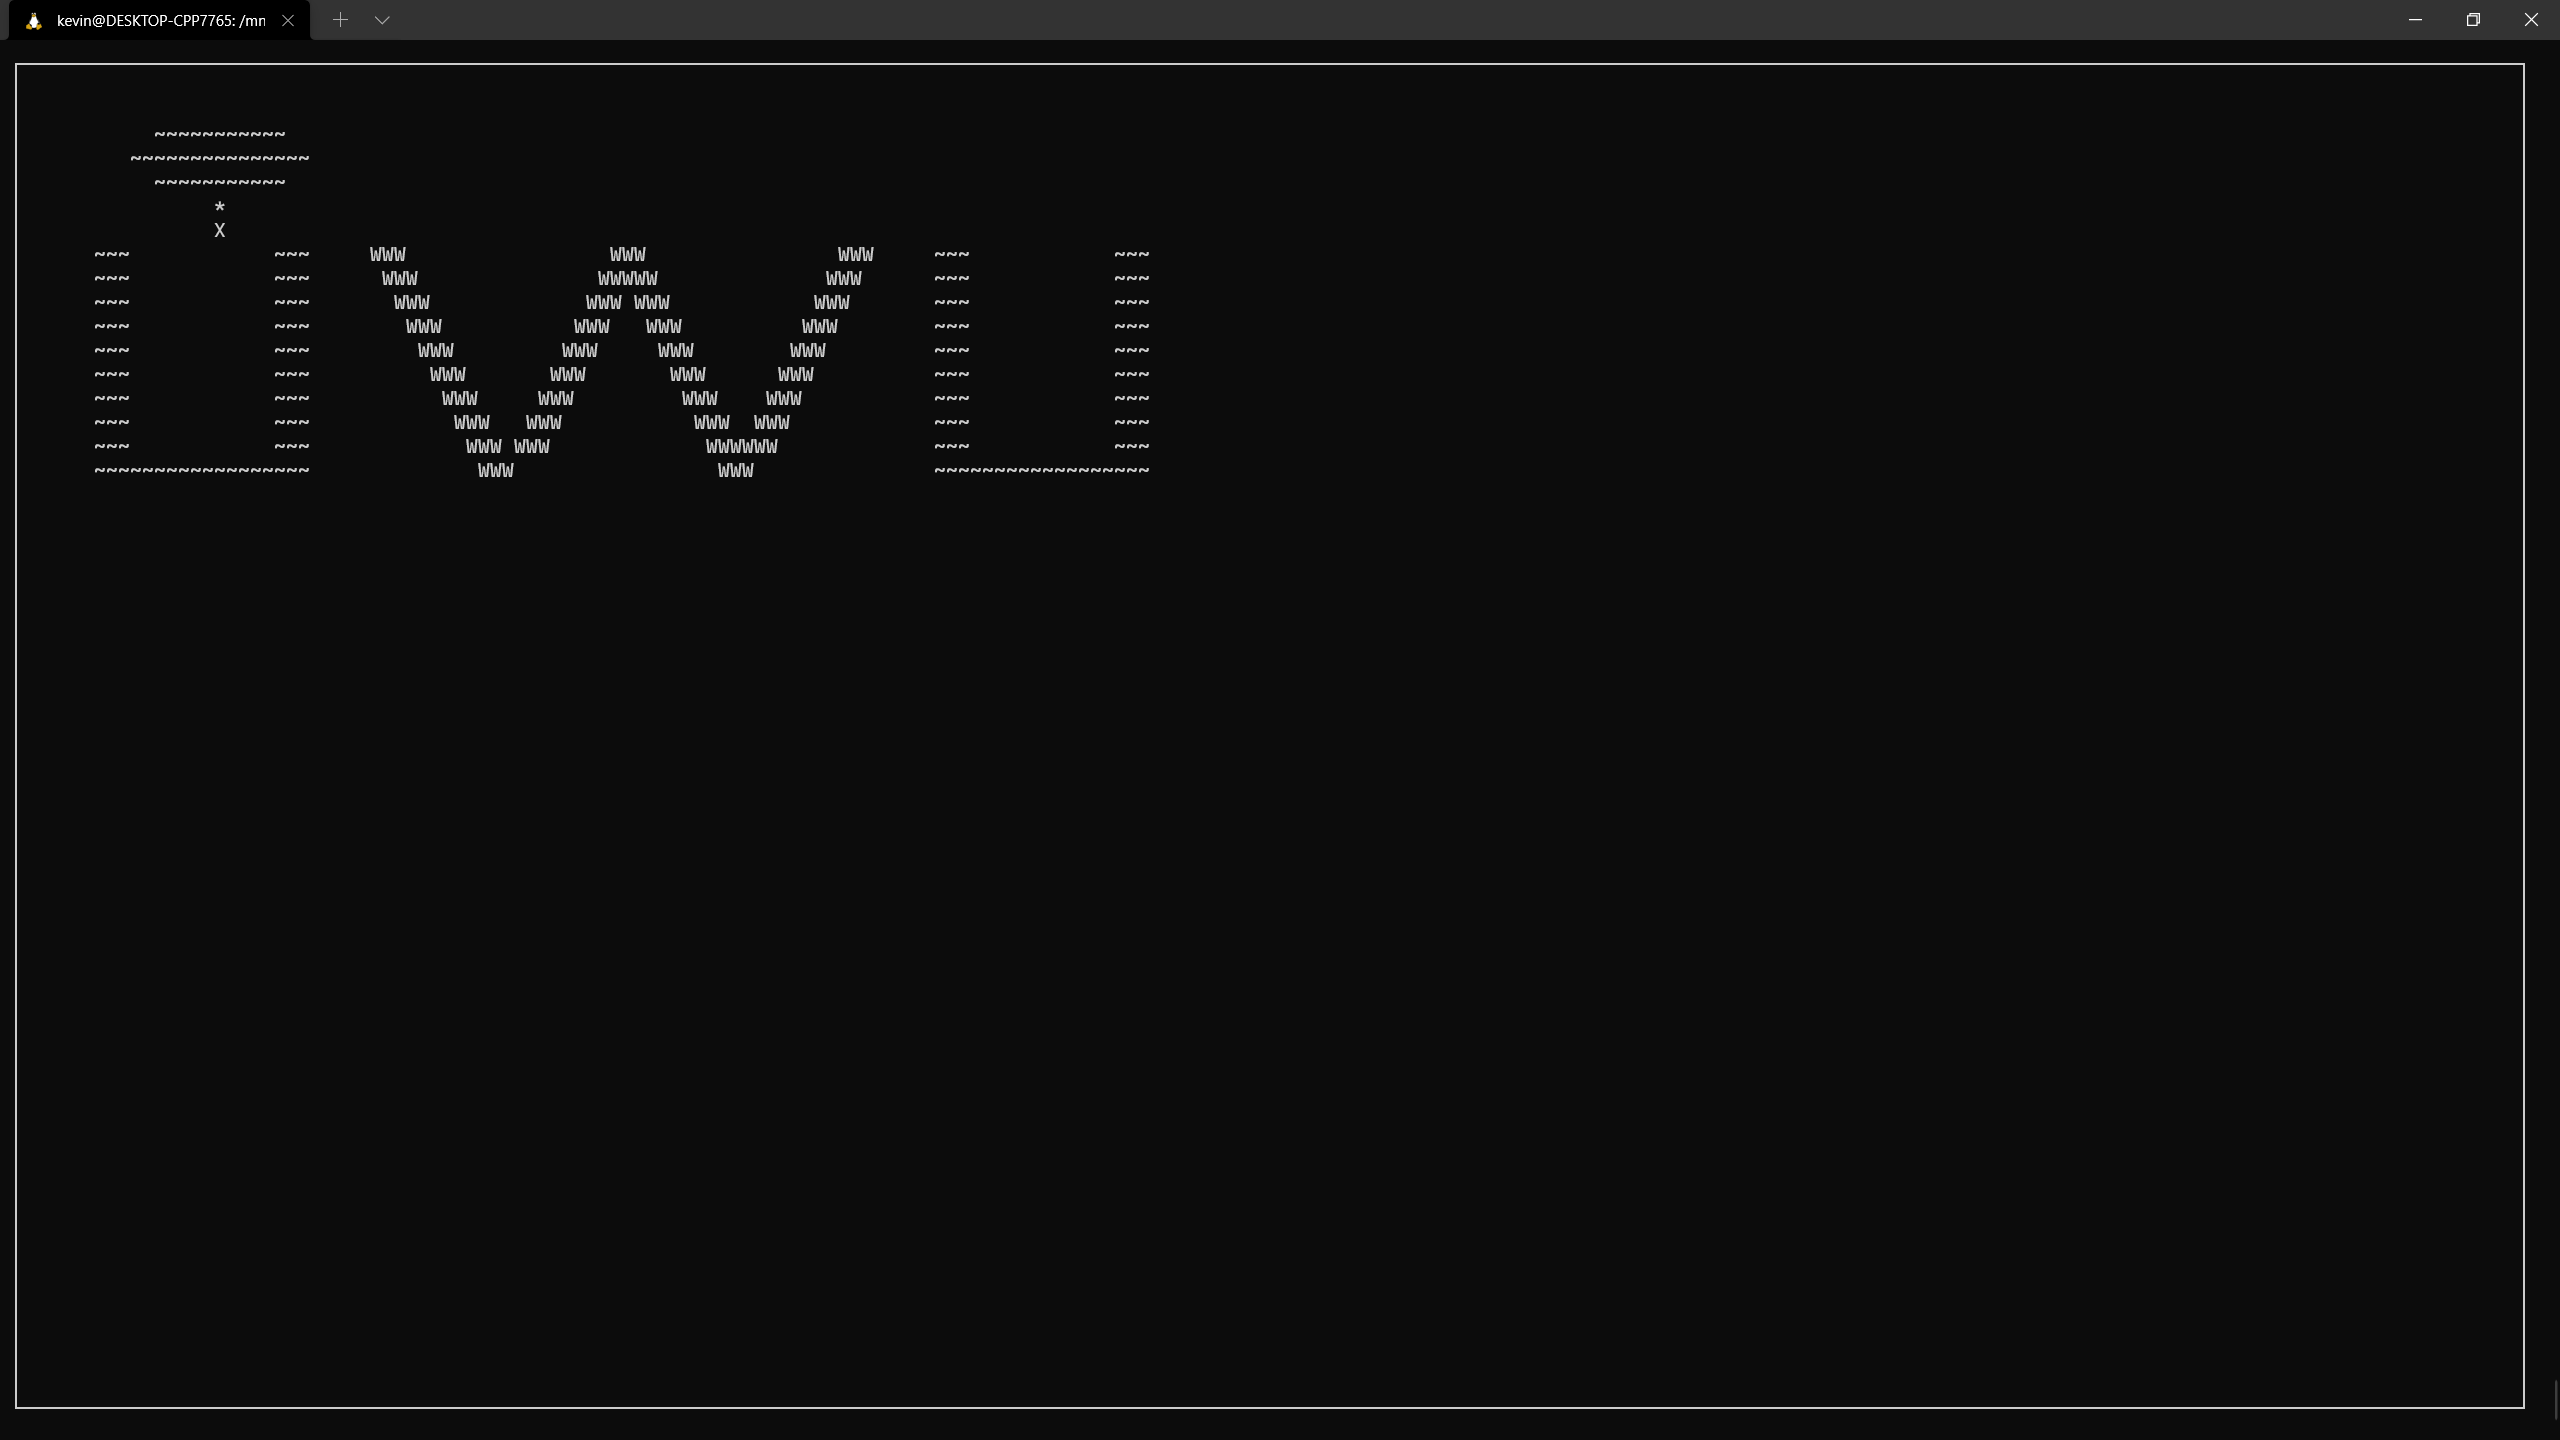 kevin@DESKTOP-CPP7765: /mn
           ~~~~~~~~~~~
         ~~~~~~~~~~~~~~~
           ~~~~~~~~~~~
                *
                X
      ~~~            ~~~     WWW                 WWW                WWW     ~~~            ~~~
      ~~~            ~~~      WWW               WWWWW              WWW      ~~~            ~~~
      ~~~            ~~~       WWW             WWW WWW            WWW       ~~~            ~~~
      ~~~            ~~~        WWW           WWW   WWW          WWW        ~~~            ~~~
      ~~~            ~~~         WWW         WWW     WWW        WWW         ~~~            ~~~
      ~~~            ~~~          WWW       WWW       WWW      WWW          ~~~            ~~~
      ~~~            ~~~           WWW     WWW         WWW    WWW           ~~~            ~~~
      ~~~            ~~~            WWW   WWW           WWW  WWW            ~~~            ~~~
      ~~~            ~~~             WWW WWW             WWWWWW             ~~~            ~~~
      ~~~~~~~~~~~~~~~~~~              WWW                 WWW               ~~~~~~~~~~~~~~~~~~